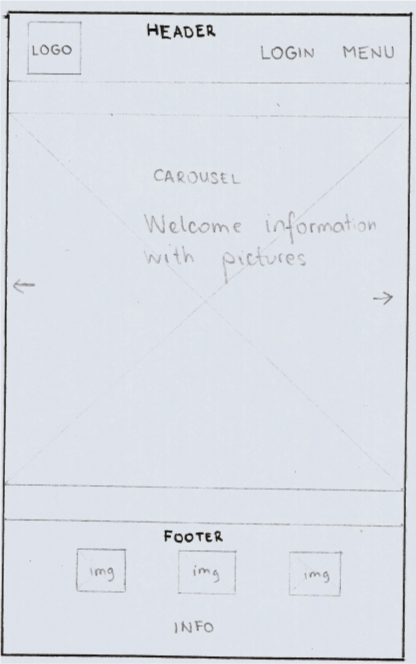 HEADER
LOGO
LOGIN MENU
CAROUSEL
Welcome information
with pictures
FOOTER
img img img
INFO